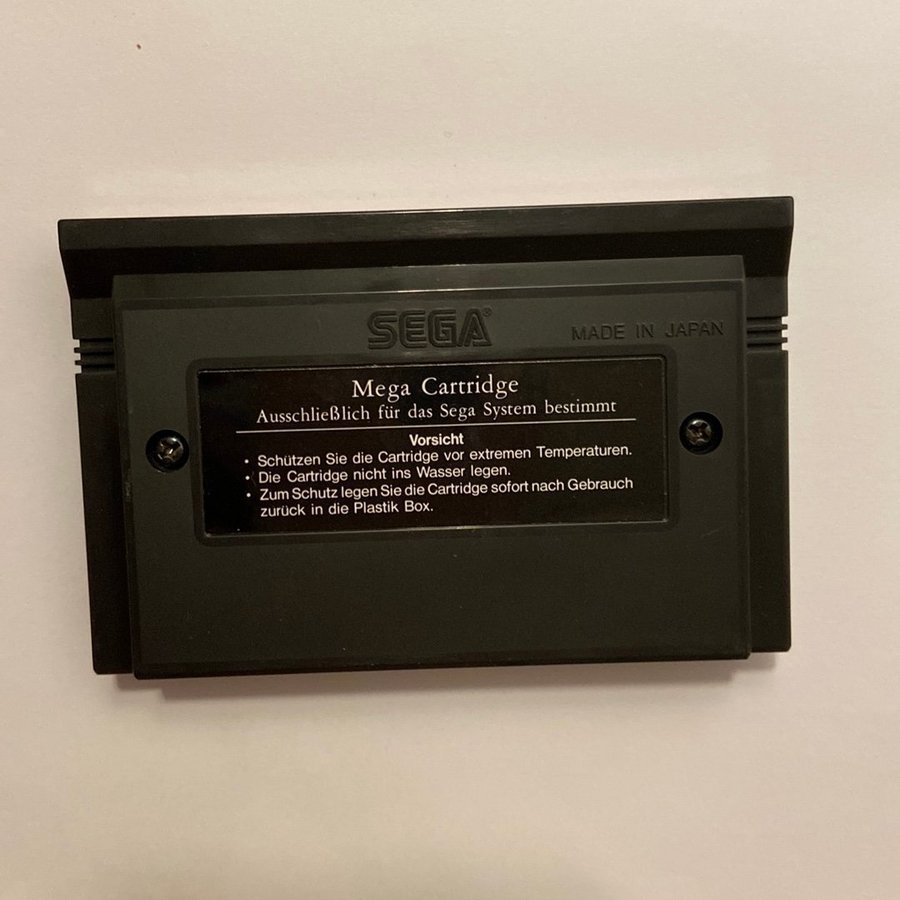 SEGA®
MADE IN JAPAN
Mega Cartridge
Ausschließlich für das Sega System bestimmt
Vorsicht
• Schützen Sie die Cartridge vor extremen Temperaturen.
• Die Cartridge nicht ins Wasser legen.
• Zum Schutz legen Sie die Cartridge sofort nach Gebrauch
zurück in die Plastik Box.